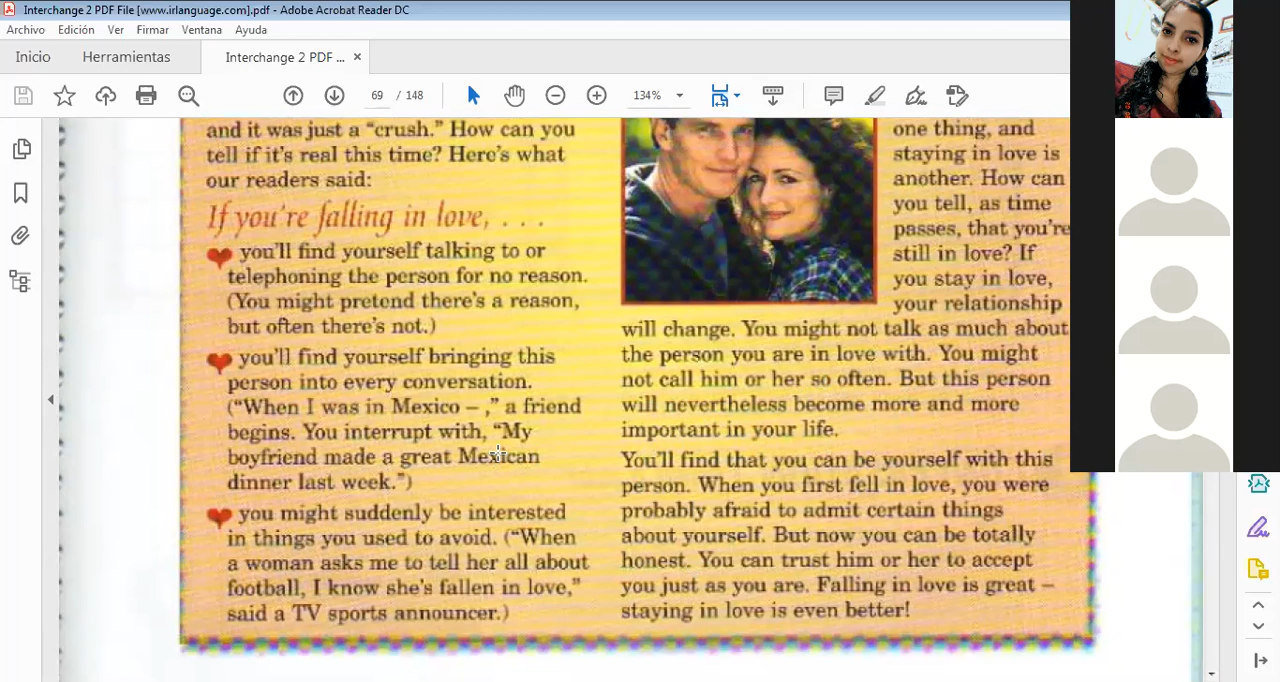 Interchange 2 PDF File [www.irlanguage.com].pdf - Adobe Acrobat Reader DC
Archivo Edición Ver Firmar Ventana Ayuda
Inicio Herramientas Interchange 2 PDF ... ×
69 / 148 134%
and it was just a “crush.” How can you
tell if it’s real this time? Here’s what
our readers said:
If you’re falling in love, . . .
you’ll find yourself talking to or
telephoning the person for no reason.
(You might pretend there’s a reason,
but often there’s not.)
you’ll find yourself bringing this
person into every conversation.
(“When I was in Mexico – ,” a friend
begins. You interrupt with, “My
boyfriend made a great Mexican
dinner last week.”)
you might suddenly be interested
in things you used to avoid. (“When
a woman asks me to tell her all about
football, I know she’s fallen in love,”
said a TV sports announcer.)
one thing, and
staying in love is
another. How can
you tell, as time
passes, that you’re
still in love? If
you stay in love,
your relationship
will change. You might not talk as much about
the person you are in love with. You might
not call him or her so often. But this person
will nevertheless become more and more
important in your life.
You’ll find that you can be yourself with this
person. When you first fell in love, you were
probably afraid to admit certain things
about yourself. But now you can be totally
honest. You can trust him or her to accept
you just as you are. Falling in love is great –
staying in love is even better!